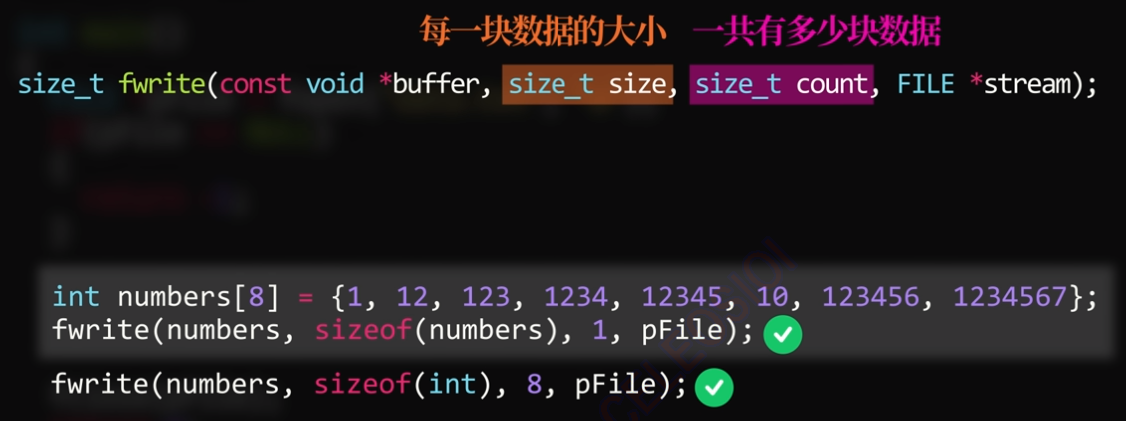 每一块数据的大小 一共有多少块数据
size_t fwrite(const void *buffer, size_t size, size_t count, FILE *stream);
int numbers[8] = {1, 12, 123, 1234, 12345, 10, 123456, 1234567};
fwrite(numbers, sizeof(numbers), 1, pFile);
fwrite(numbers, sizeof(int), 8, pFile);